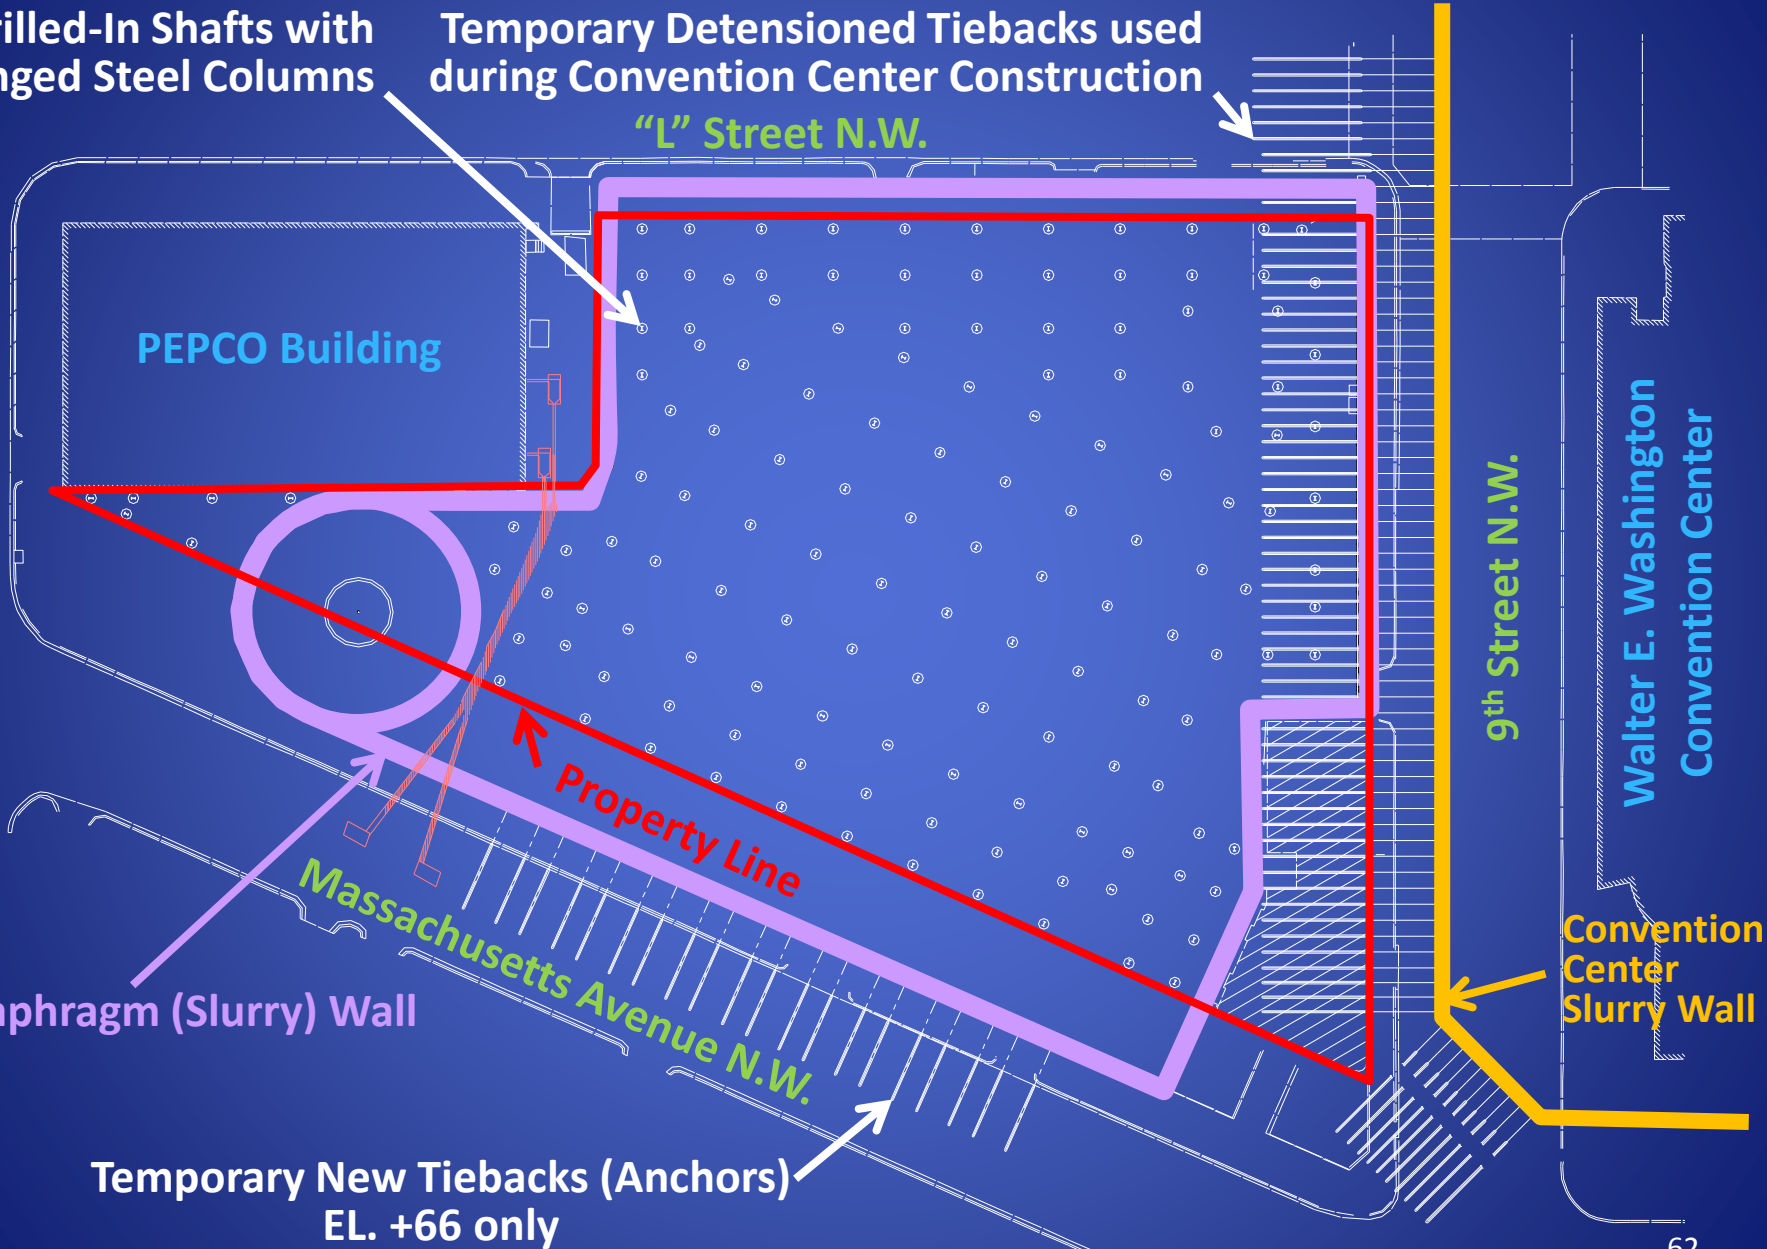 rilled-In Shafts with
nged Steel Columns
Temporary Detensioned Tiebacks used
during Convention Center Construction
“L” Street N.W.
PEPCO Building
Property Line
Massachusetts Avenue N.W.
9th Street N.W.
Walter E. Washington
Convention Center
Convention
Center
Slurry Wall
aphragm (Slurry) Wall
Temporary New Tiebacks (Anchors)
EL. +66 only
62